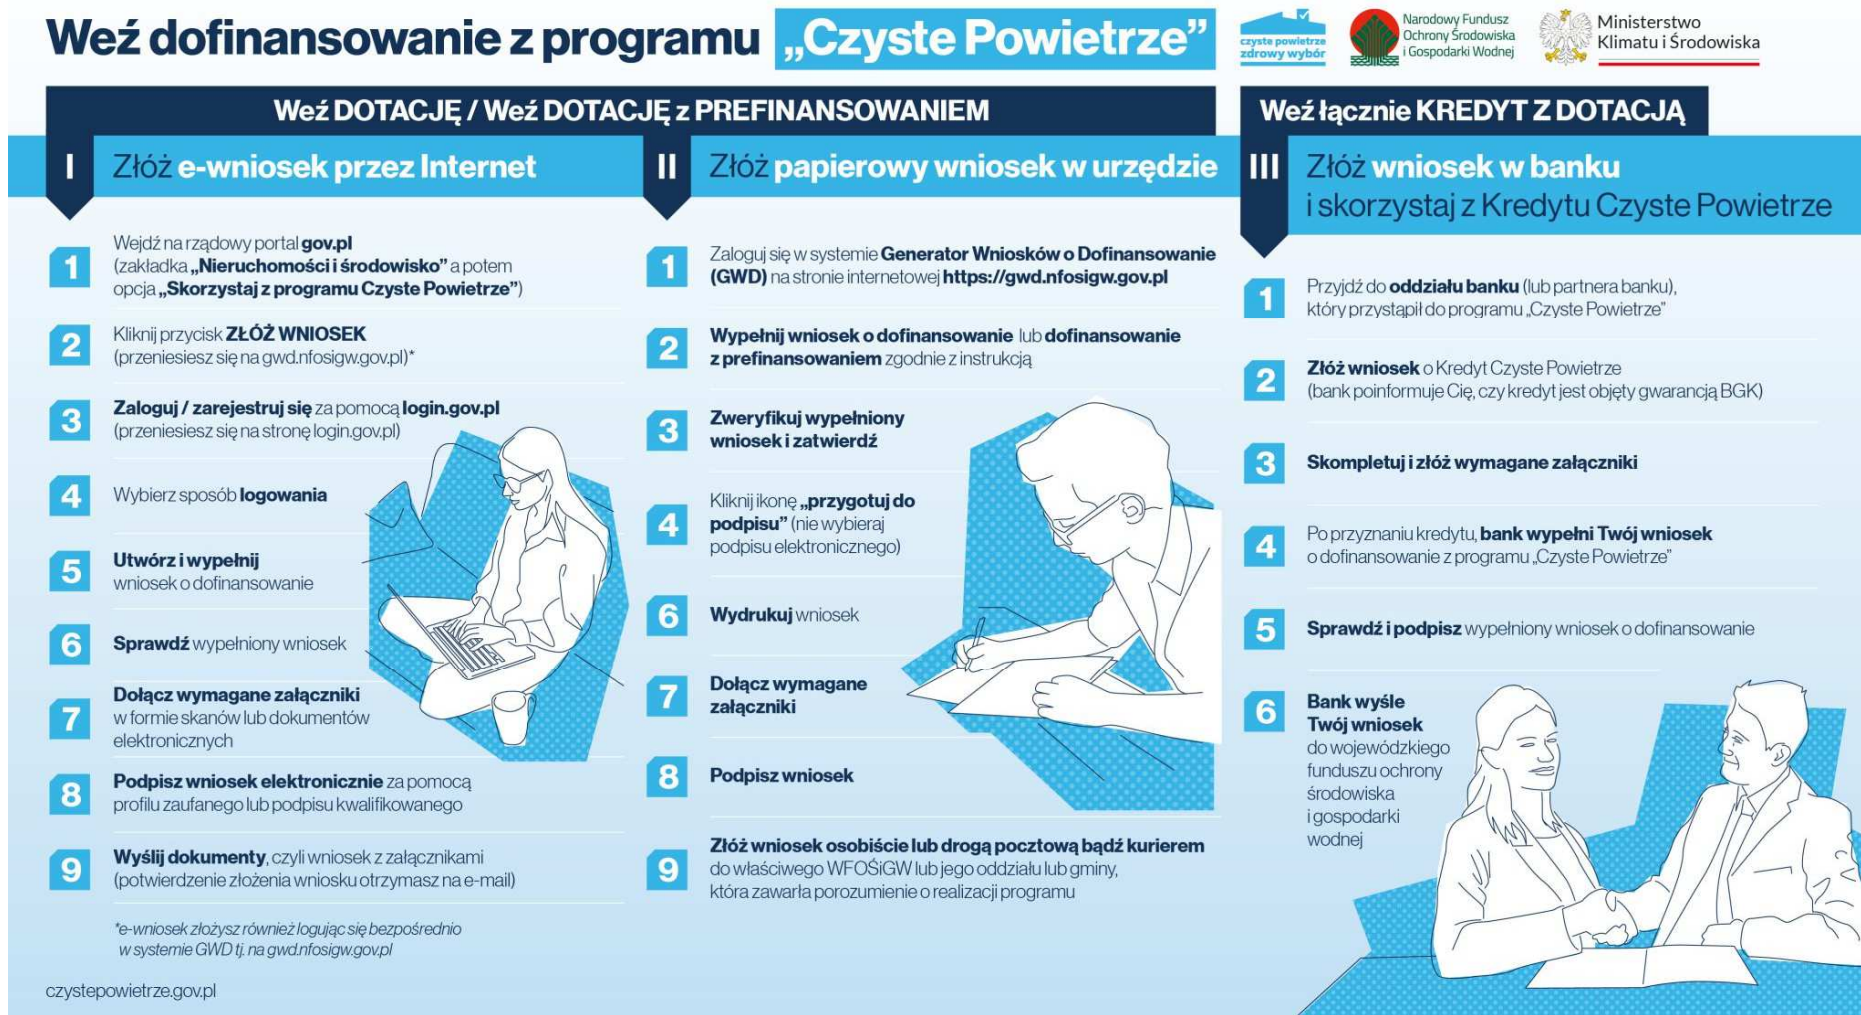 Weź dofinansowanie z programu „Czyste Powietrze”
czyste powietrze
zdrowy wybór
Narodowy Fundusz
Ochrony Środowiska
i Gospodarki Wodnej
Ministerstwo
Klimatu i Środowiska
Weź DOTACJĘ / Weź DOTACJĘ z PREFINANSOWANIEM
I
Złóż e-wniosek przez Internet
1
Wejdź na rządowy portal gov.pl
(zakładka „Nieruchomości i środowisko” a potem
opcja „Skorzystaj z programu Czyste Powietrze”)
2
Kliknij przycisk ZŁÓŻ WNIOSEK
(przeniesiesz się na gwd.nfosigw.gov.pl)*
3
Zaloguj / zarejestruj się za pomocą login.gov.pl
(przeniesiesz się na stronę login.gov.pl)
4
Wybierz sposób logowania
5
Utwórz i wypełnij
wniosek o dofinansowanie
6
Sprawdź wypełniony wniosek
7
Dołącz wymagane załączniki
w formie skanów lub dokumentów
elektronicznych
8
Podpisz wniosek elektronicznie za pomocą
profilu zaufanego lub podpisu kwalifikowanego
9
Wyślij dokumenty, czyli wniosek z załącznikami
(potwierdzenie złożenia wniosku otrzymasz na e-mail)
*e-wniosek złożysz również logując się bezpośrednio
w systemie GWD tj. na gwd.nfosigw.gov.pl
czystepowietrze.gov.pl
II
Złóż papierowy wniosek w urzędzie
1
Zaloguj się w systemie Generator Wniosków o Dofinansowanie
(GWD) na stronie internetowej https://gwd.nfosigw.gov.pl
2
Wypełnij wniosek o dofinansowanie lub dofinansowanie
z prefinansowaniem zgodnie z instrukcją
3
Zweryfikuj wypełniony
wniosek i zatwierdź
4
Kliknij ikonę „przygotuj do
podpisu” (nie wybieraj
podpisu elektronicznego)
6
Wydrukuj wniosek
7
Dołącz wymagane
załączniki
8
Podpisz wniosek
9
Złóż wniosek osobiście lub drogą pocztową bądź kurierem
do właściwego WFOŚiGW lub jego oddziału lub gminy,
która zawarła porozumienie o realizacji programu
Weź łącznie KREDYT Z DOTACJĄ
III
Złóż wniosek w banku
i skorzystaj z Kredytu Czyste Powietrze
1
Przyjdź do oddziału banku (lub partnera banku),
który przystąpił do programu „Czyste Powietrze”
2
Złóż wniosek o Kredyt Czyste Powietrze
(bank poinformuje Cię, czy kredyt jest objęty gwarancją BGK)
3
Skompletuj i złóż wymagane załączniki
4
Po przyznaniu kredytu, bank wypełni Twój wniosek
o dofinansowanie z programu „Czyste Powietrze”
5
Sprawdź i podpisz wypełniony wniosek o dofinansowanie
6
Bank wyśle
Twój wniosek
do wojewódzkiego
funduszu ochrony
środowiska
i gospodarki
wodnej